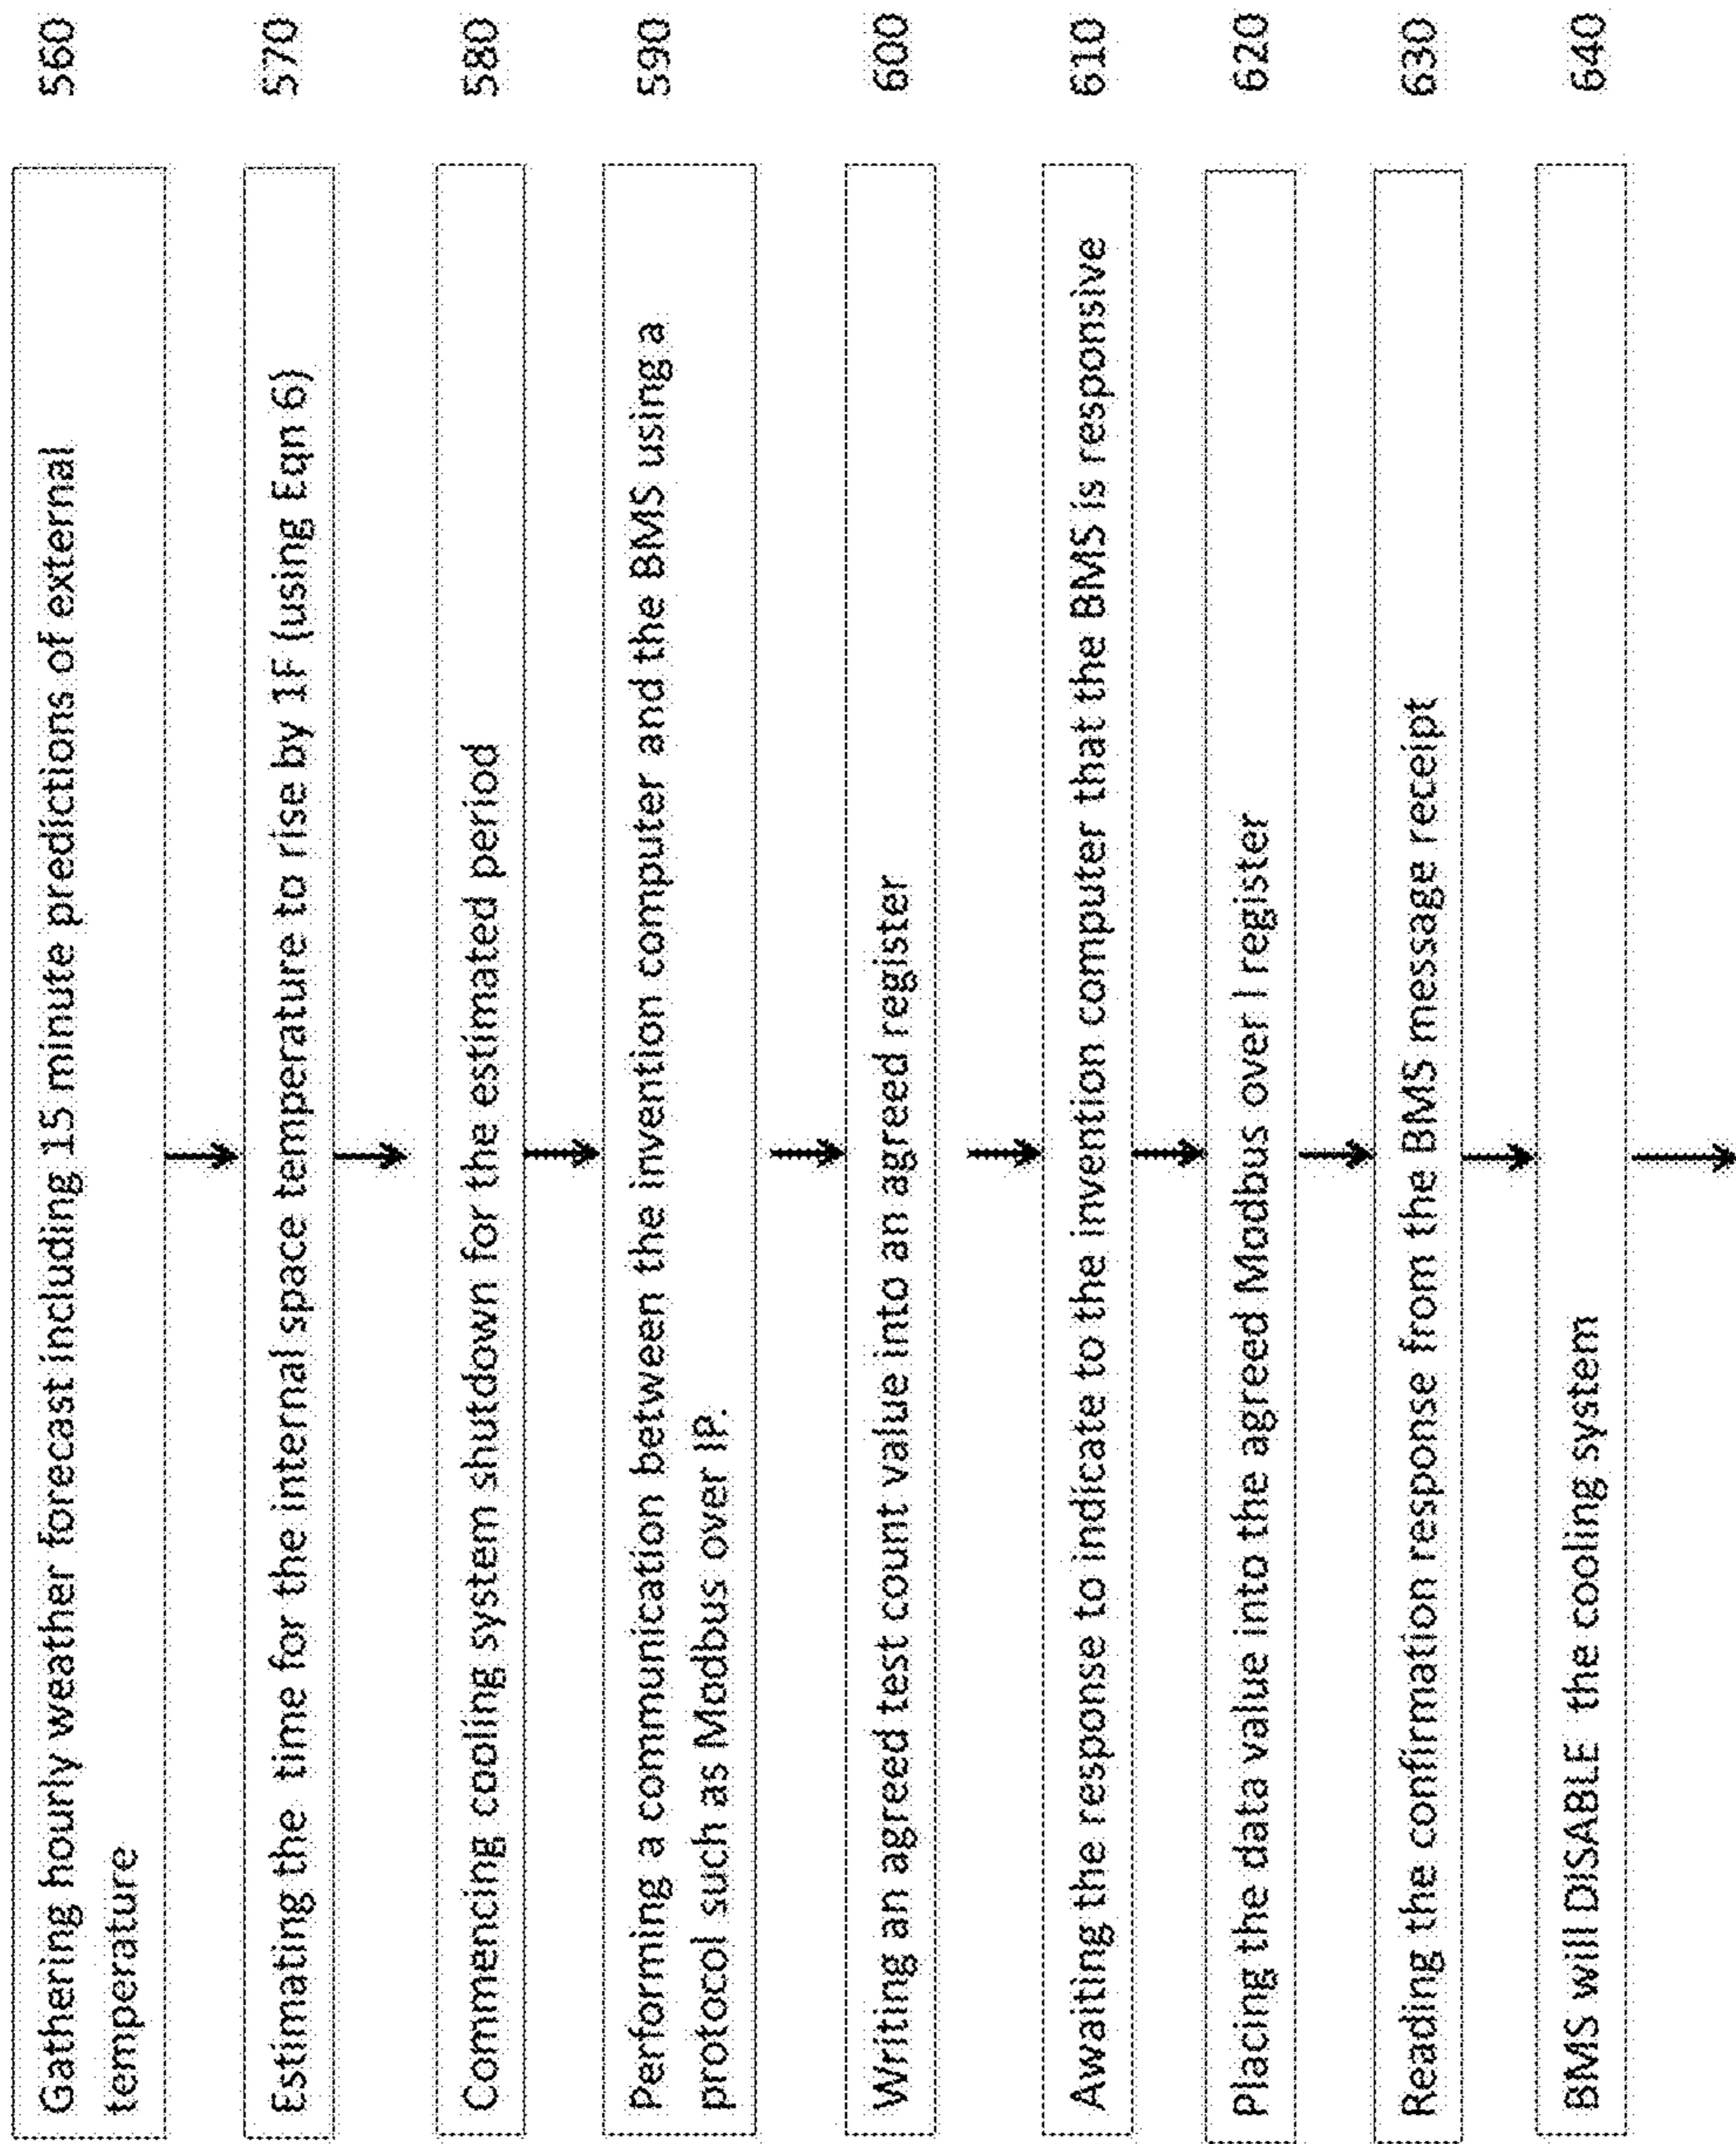 Gathering hourly weather forecast including 15 minute predictions of external
temperature
560
Estimating the time for the internal space temperature to rise by 1F (using Eqn 6)
570
Commencing cooling system shutdown for the estimated period
580
Performing a communication between the invention computer and the BMS using a
protocol such as Modbus over IP.
590
Writing an agreed test count value into an agreed register
600
Awaiting the response to indicate to the invention computer that the BMS is responsive
610
Placing the data value into the agreed Modbus over I register
620
Reading the confirmation response from the BMS message receipt
630
BMS will DISABLE the cooling system
640